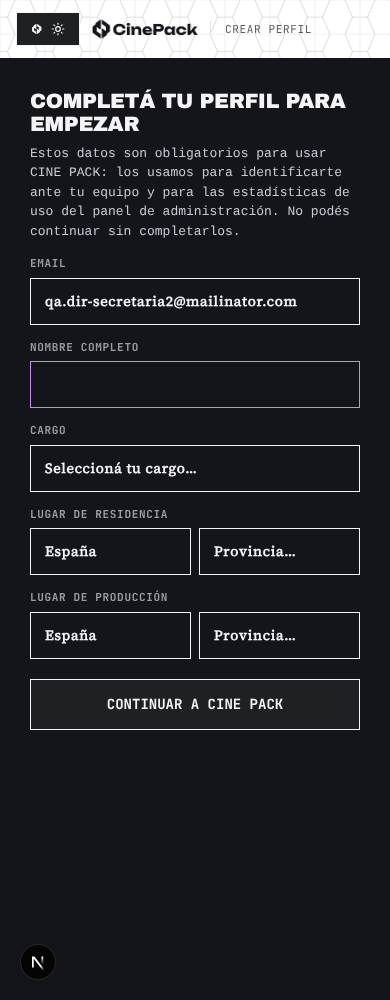 CinePack
CREAR PERFIL
COMPLETÁ TU PERFIL PARA
EMPEZAR
Estos datos son obligatorios para usar
CINE PACK: los usamos para identificarte
ante tu equipo y para las estadísticas de
uso del panel de administración. No podés
continuar sin completarlos.
EMAIL
qa.dir-secretaria2@mailinator.com
NOMBRE COMPLETO
CARGO
Seleccioná tu cargo...
LUGAR DE RESIDENCIA
España
Provincia...
LUGAR DE PRODUCCIÓN
España
Provincia...
CONTINUAR A CINE PACK
N